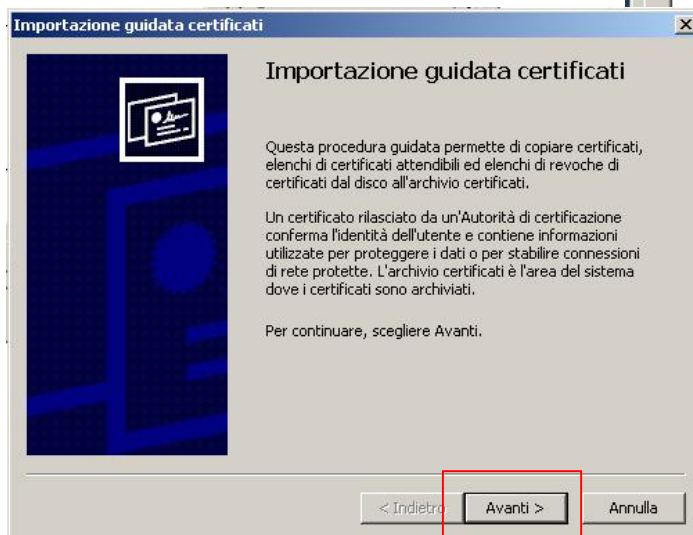 Importazione guidata certificati
Importazione guidata certificati
Questa procedura guidata permette di copiare certificati,
elenchi di certificati attendibili ed elenchi di revoche di
certificati dal disco all'archivio certificati.
Un certificato rilasciato da un'Autorità di certificazione
conferma l'identità dell'utente e contiene informazioni
utilizzate per proteggere i dati o per stabilire connessioni
di rete protette. L'archivio certificati è l'area del sistema
dove i certificati sono archiviati.
Per continuare, scegliere Avanti.
< Indietro Avanti > Annulla